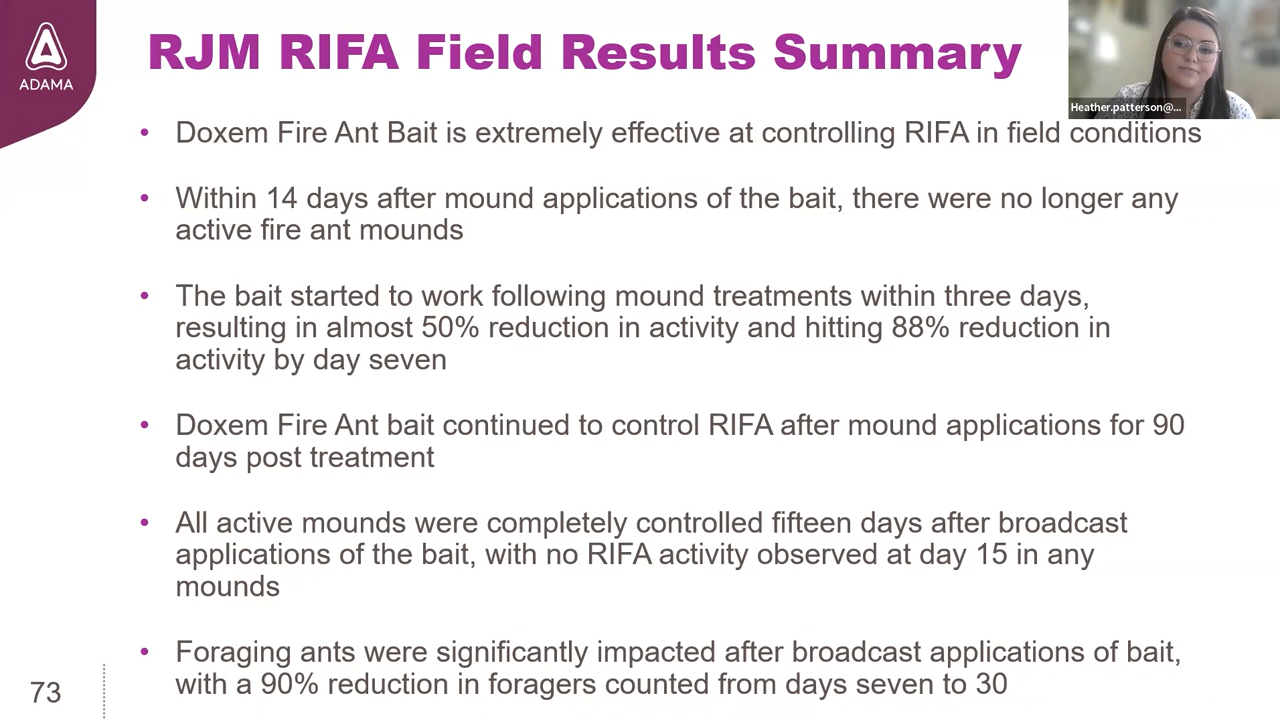 RJM RIFA Field Results Summary
ADAMA
Heather.patterson@...
• Doxem Fire Ant Bait is extremely effective at controlling RIFA in field conditions
• Within 14 days after mound applications of the bait, there were no longer any
active fire ant mounds
• The bait started to work following mound treatments within three days,
resulting in almost 50% reduction in activity and hitting 88% reduction in
activity by day seven
• Doxem Fire Ant bait continued to control RIFA after mound applications for 90
days post treatment
• All active mounds were completely controlled fifteen days after broadcast
applications of the bait, with no RIFA activity observed at day 15 in any
mounds
• Foraging ants were significantly impacted after broadcast applications of bait,
with a 90% reduction in foragers counted from days seven to 30
73